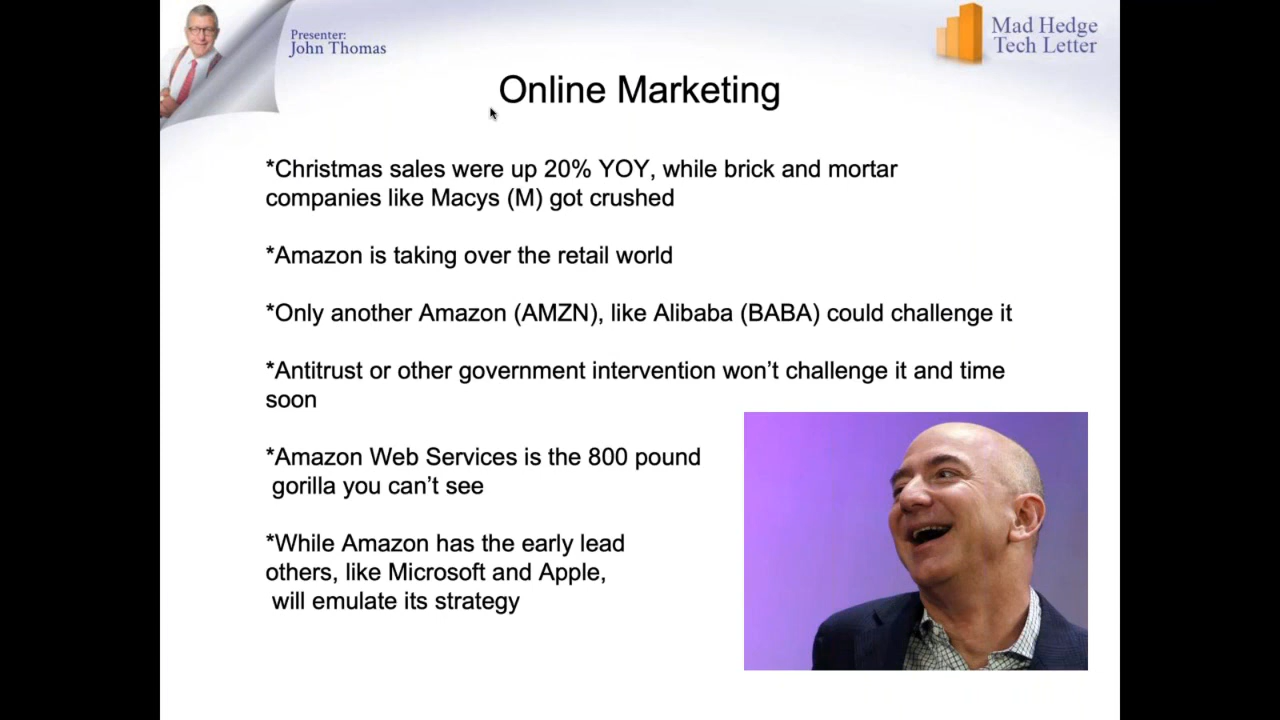 Presenter:
John Thomas
Mad Hedge
Tech Letter
Online Marketing
*Christmas sales were up 20% YOY, while brick and mortar
companies like Macys (M) got crushed
*Amazon is taking over the retail world
*Only another Amazon (AMZN), like Alibaba (BABA) could challenge it
*Antitrust or other government intervention won’t challenge it and time
soon
*Amazon Web Services is the 800 pound
gorilla you can’t see
*While Amazon has the early lead
others, like Microsoft and Apple,
will emulate its strategy